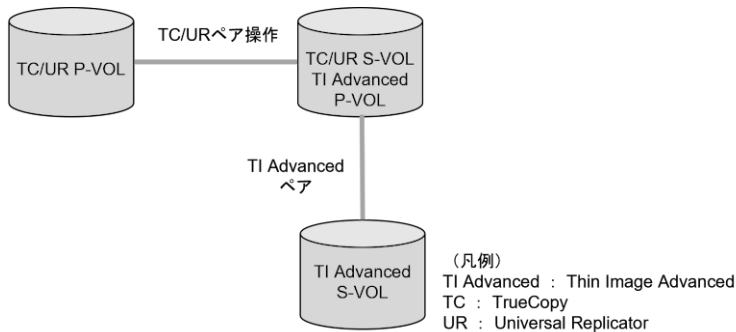 TC/URペア操作
TC/UR P-VOL
TC/UR S-VOL
TI Advanced
P-VOL
TI Advanced
ペア
TI Advanced
S-VOL
（凡例）
TI Advanced ： Thin Image Advanced
TC ： TrueCopy
UR ： Universal Replicator